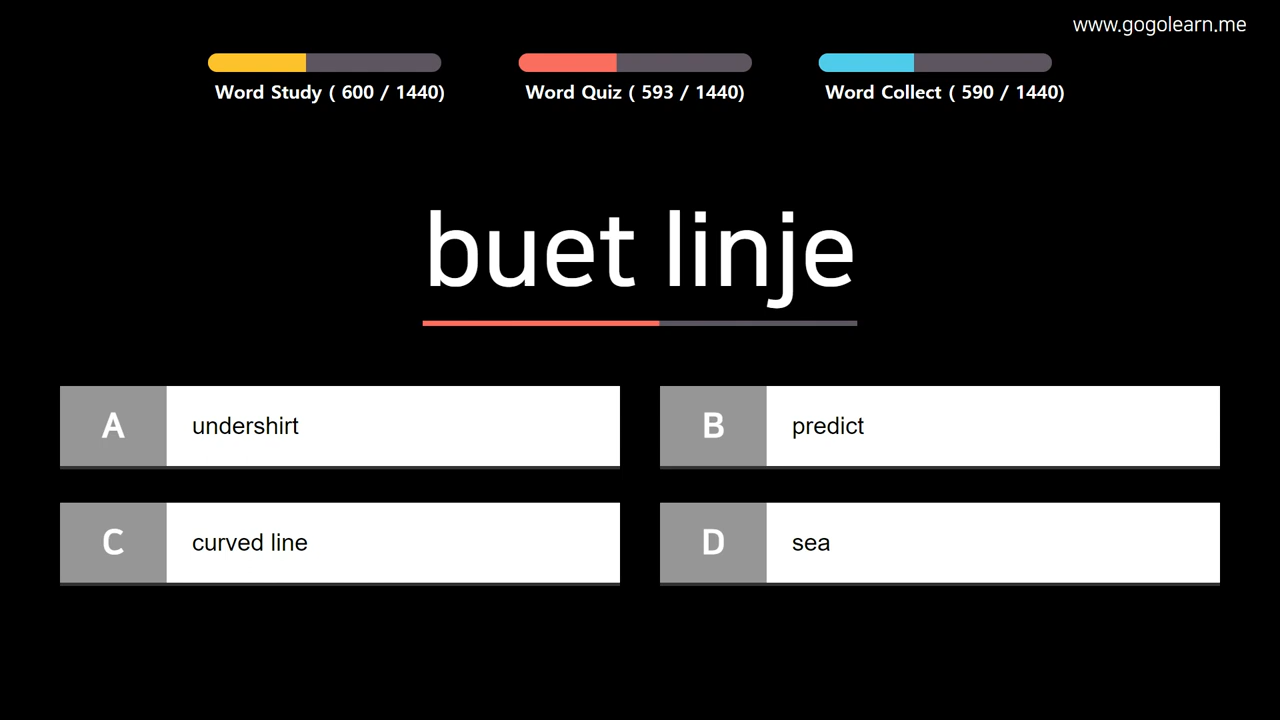 www.gogolearn.me
Word Study ( 600 / 1440)
Word Quiz ( 593 / 1440)
Word Collect ( 590 / 1440)
buet linje
A undershirt
B predict
C curved line
D sea